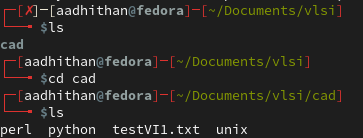 ┌─[✗]─[aadhithan@fedora]─[~/Documents/vlsi]
└──╼ $ls
cad
┌─[aadhithan@fedora]─[~/Documents/vlsi]
└──╼ $cd cad
┌─[aadhithan@fedora]─[~/Documents/vlsi/cad]
└──╼ $ls
perl  python  testVI1.txt  unix